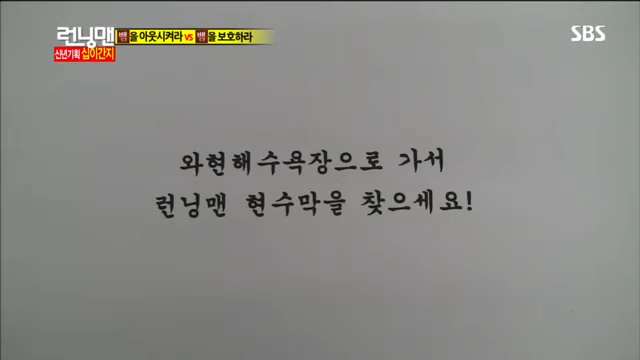 런닝맨
신년기획 십이간지
뱀을 아웃시켜라 VS 뱀을 보호하라
SBS
와현해수욕장으로 가서
런닝맨 현수막을 찾으세요!